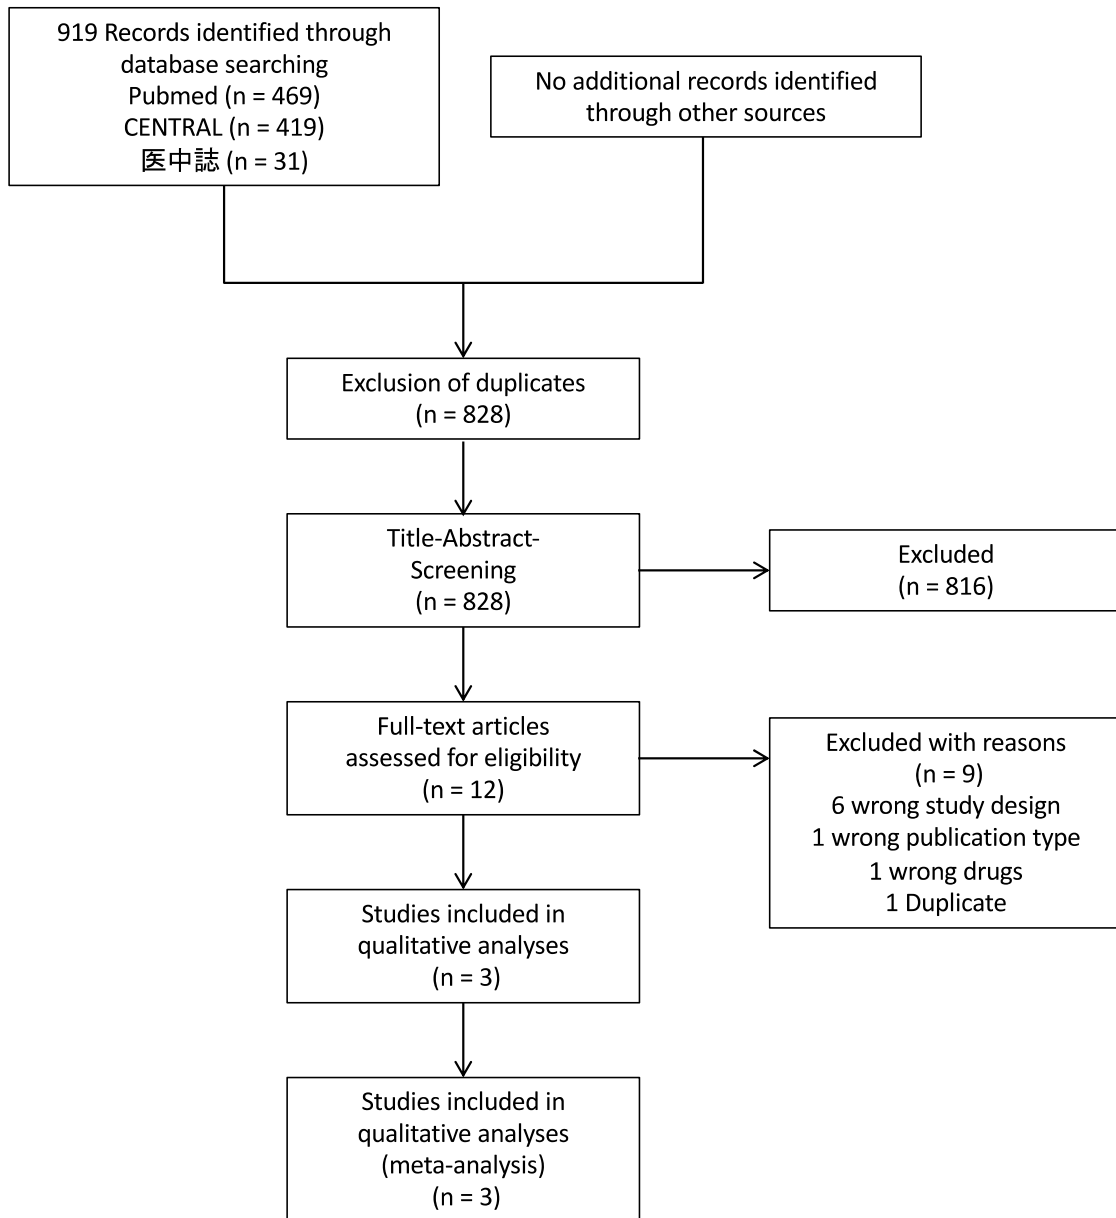 919 Records identified through
database searching
Pubmed (n = 469)
CENTRAL (n = 419)
医中誌 (n = 31)
No additional records identified
through other sources
Exclusion of duplicates
(n = 828)
Title-Abstract-
Screening
(n = 828)
Excluded
(n = 816)
Full-text articles
assessed for eligibility
(n = 12)
Excluded with reasons
(n = 9)
6 wrong study design
1 wrong publication type
1 wrong drugs
1 Duplicate
Studies included in
qualitative analyses
(n = 3)
Studies included in
qualitative analyses
(meta-analysis)
(n = 3)